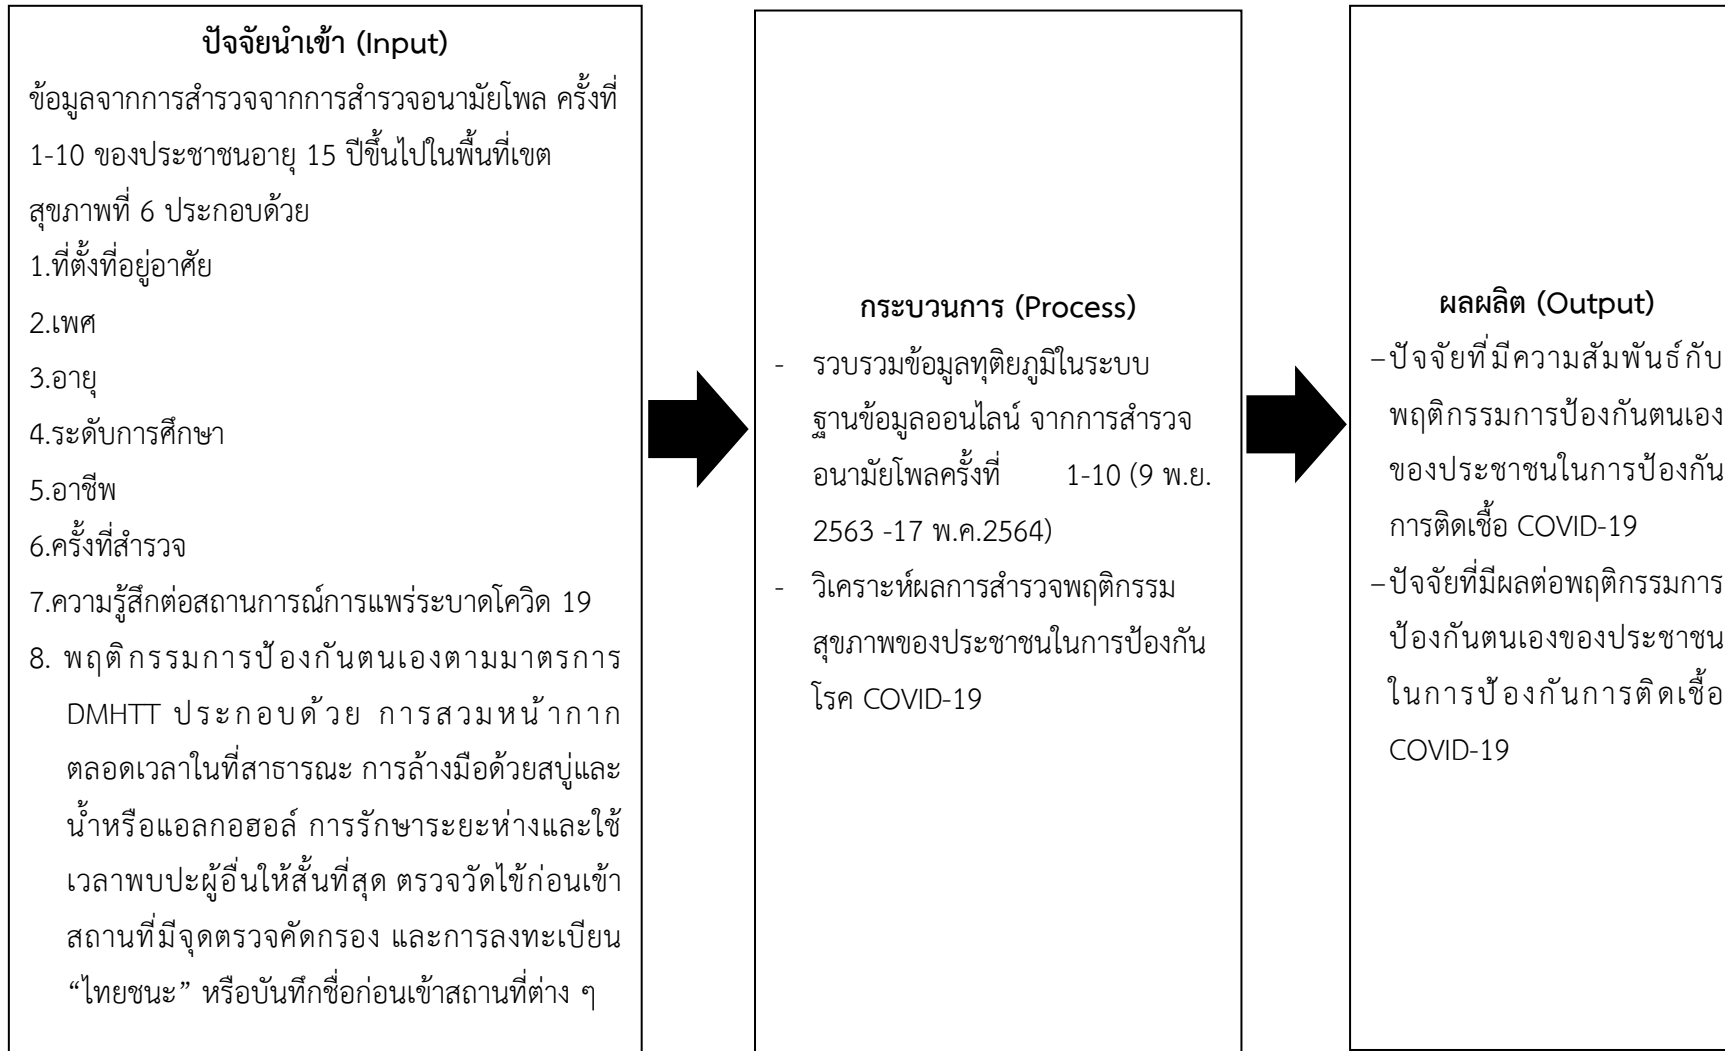 ปัจจัยนำเข้า (Input)
ข้อมูลจากการสำรวจจากการสำรวจอนามัยโพล ครั้งที่
1-10 ของประชาชนอายุ 15 ปีขึ้นไปในพื้นที่เขต
สุขภาพที่ 6 ประกอบด้วย
1.ที่ตั้งที่อยู่อาศัย
2.เพศ
3.อายุ
4.ระดับการศึกษา
5.อาชีพ
6.ครั้งที่สำรวจ
7.ความรู้สึกต่อสถานการณ์การแพร่ระบาดโควิด 19
8. พฤติกรรมการป้องกันตนเองตามมาตรการ
DMHTT ประกอบด้วย การสวมหน้ากาก
ตลอดเวลาในที่สาธารณะ การล้างมือด้วยสบู่และ
น้ำหรือแอลกอฮอล์ การรักษาระยะห่างและใช้
เวลาพบปะผู้อื่นให้สั้นที่สุด ตรวจวัดไข้ก่อนเข้า
สถานที่มีจุดตรวจคัดกรอง และการลงทะเบียน
“ไทยชนะ” หรือบันทึกชื่อก่อนเข้าสถานที่ต่าง ๆ
กระบวนการ (Process)
- รวบรวมข้อมูลทุติยภูมิในระบบ
ฐานข้อมูลออนไลน์ จากการสำรวจ
อนามัยโพลครั้งที่ 1-10 (9 พ.ย.
2563 -17 พ.ค.2564)
- วิเคราะห์ผลการสำรวจพฤติกรรม
สุขภาพของประชาชนในการป้องกัน
โรค COVID-19
ผลผลิต (Output)
–ปัจจัยที่มีความสัมพันธ์กับ
พฤติกรรมการป้องกันตนเอง
ของประชาชนในการป้องกัน
การติดเชื้อ COVID-19
–ปัจจัยที่มีผลต่อพฤติกรรมการ
ป้องกันตนเองของประชาชน
ในการป้องกันการติดเชื้อ
COVID-19